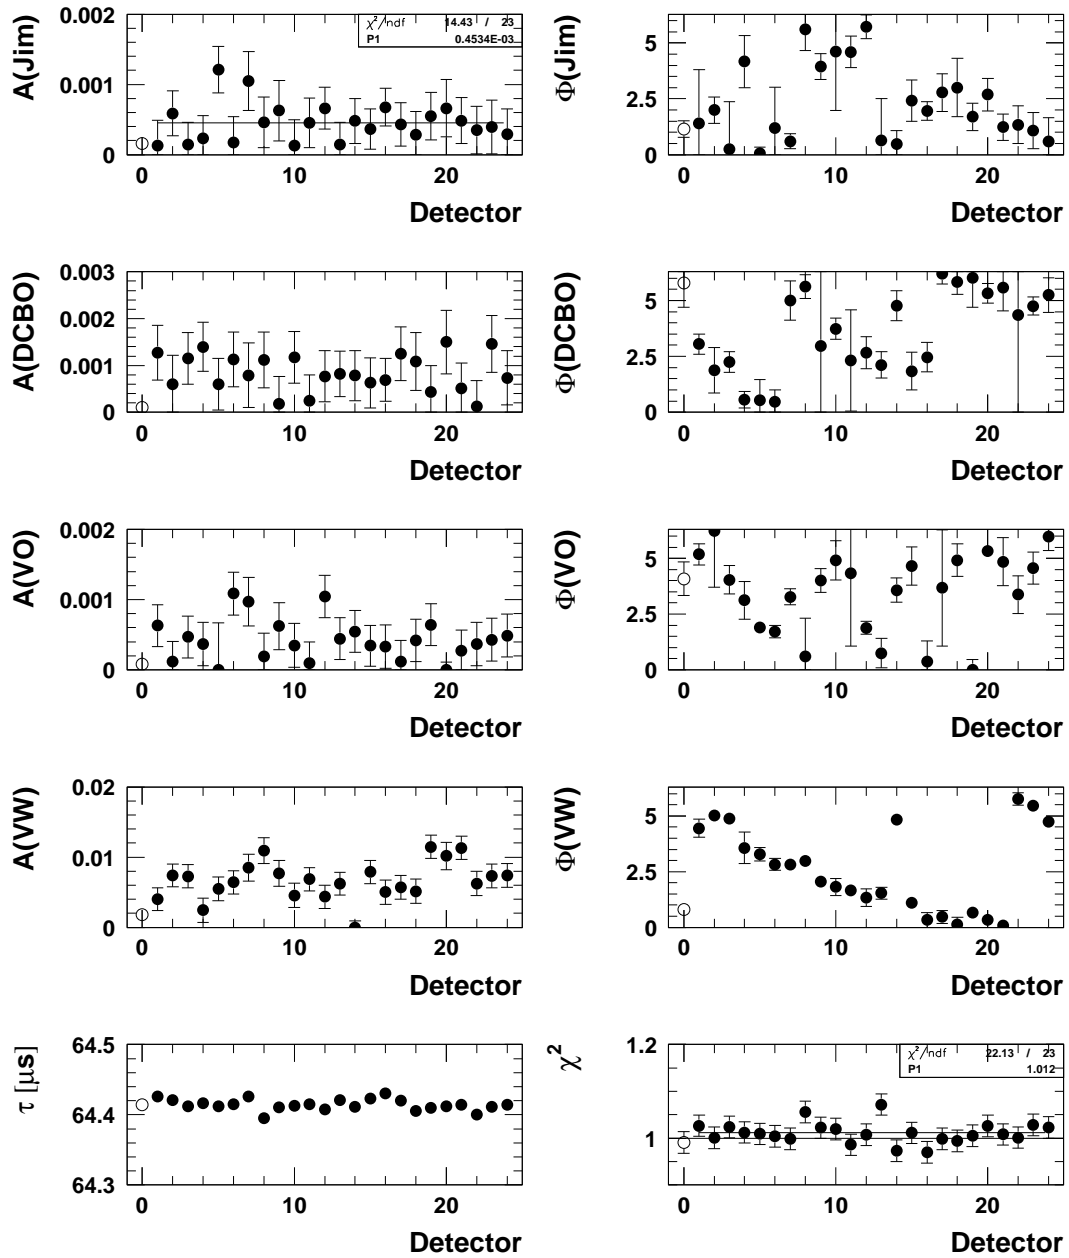 A(Jim)
0.002
0.001
0
χ²/ndf 14.43 / 23
P1 0.4534E-03
0 10 20
Detector
Φ(Jim)
5
2.5
0
0 10 20
Detector
A(DCBO)
0.003
0.002
0.001
0
0 10 20
Detector
Φ(DCBO)
5
2.5
0
0 10 20
Detector
A(VO)
0.002
0.001
0
0 10 20
Detector
Φ(VO)
5
2.5
0
0 10 20
Detector
A(VW)
0.02
0.01
0
0 10 20
Detector
Φ(VW)
5
2.5
0
0 10 20
Detector
τ [μs]
64.5
64.4
64.3
0 10 20
Detector
χ²
1.2
1
χ²/ndf 22.13 / 23
P1 1.012
0 10 20
Detector